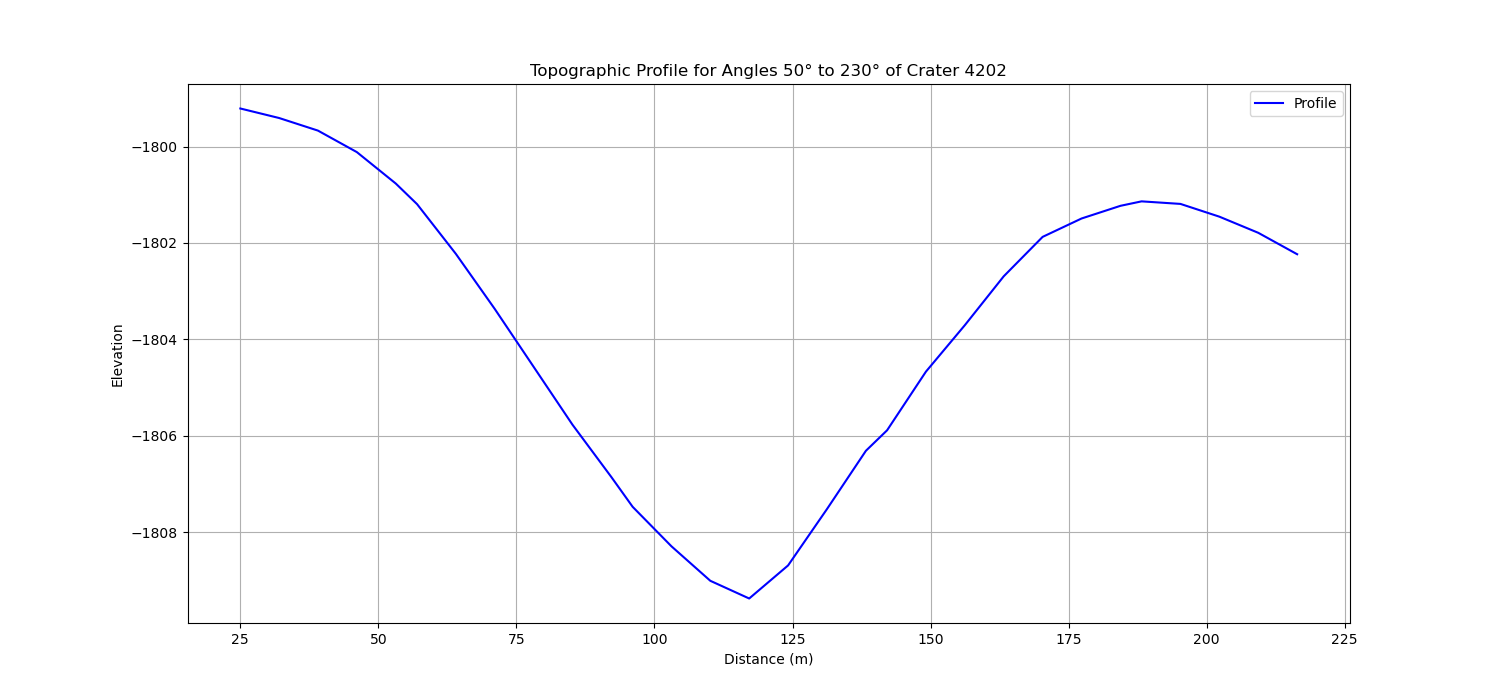 Topographic Profile for Angles 50° to 230° of Crater 4202
Profile
−1800
−1802
−1804
−1806
−1808
Elevation
25 50 75 100 125 150 175 200 225
Distance (m)